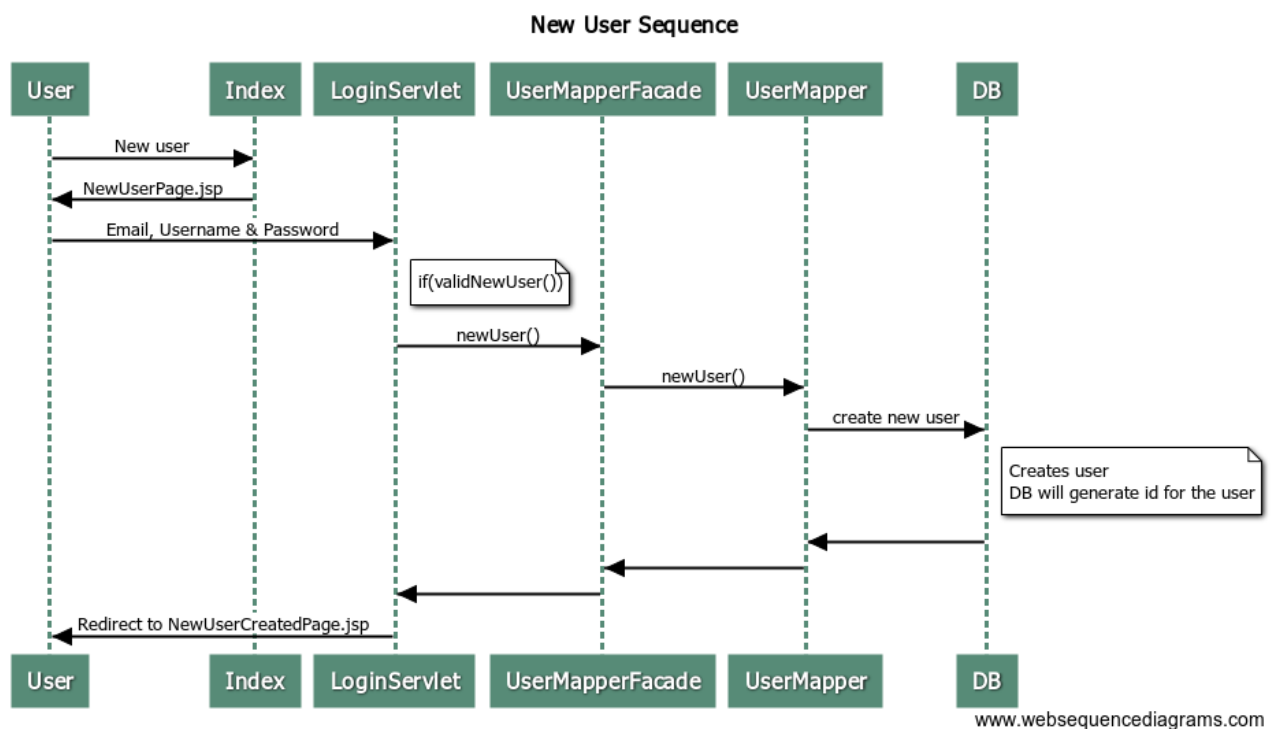 New User Sequence
User
Index
LoginServlet
UserMapperFacade
UserMapper
DB
New user
NewUserPage.jsp
Email, Username & Password
if(validNewUser())
newUser()
newUser()
create new user
Creates user
DB will generate id for the user
Redirect to NewUserCreatedPage.jsp
User
Index
LoginServlet
UserMapperFacade
UserMapper
DB
www.websequencediagrams.com